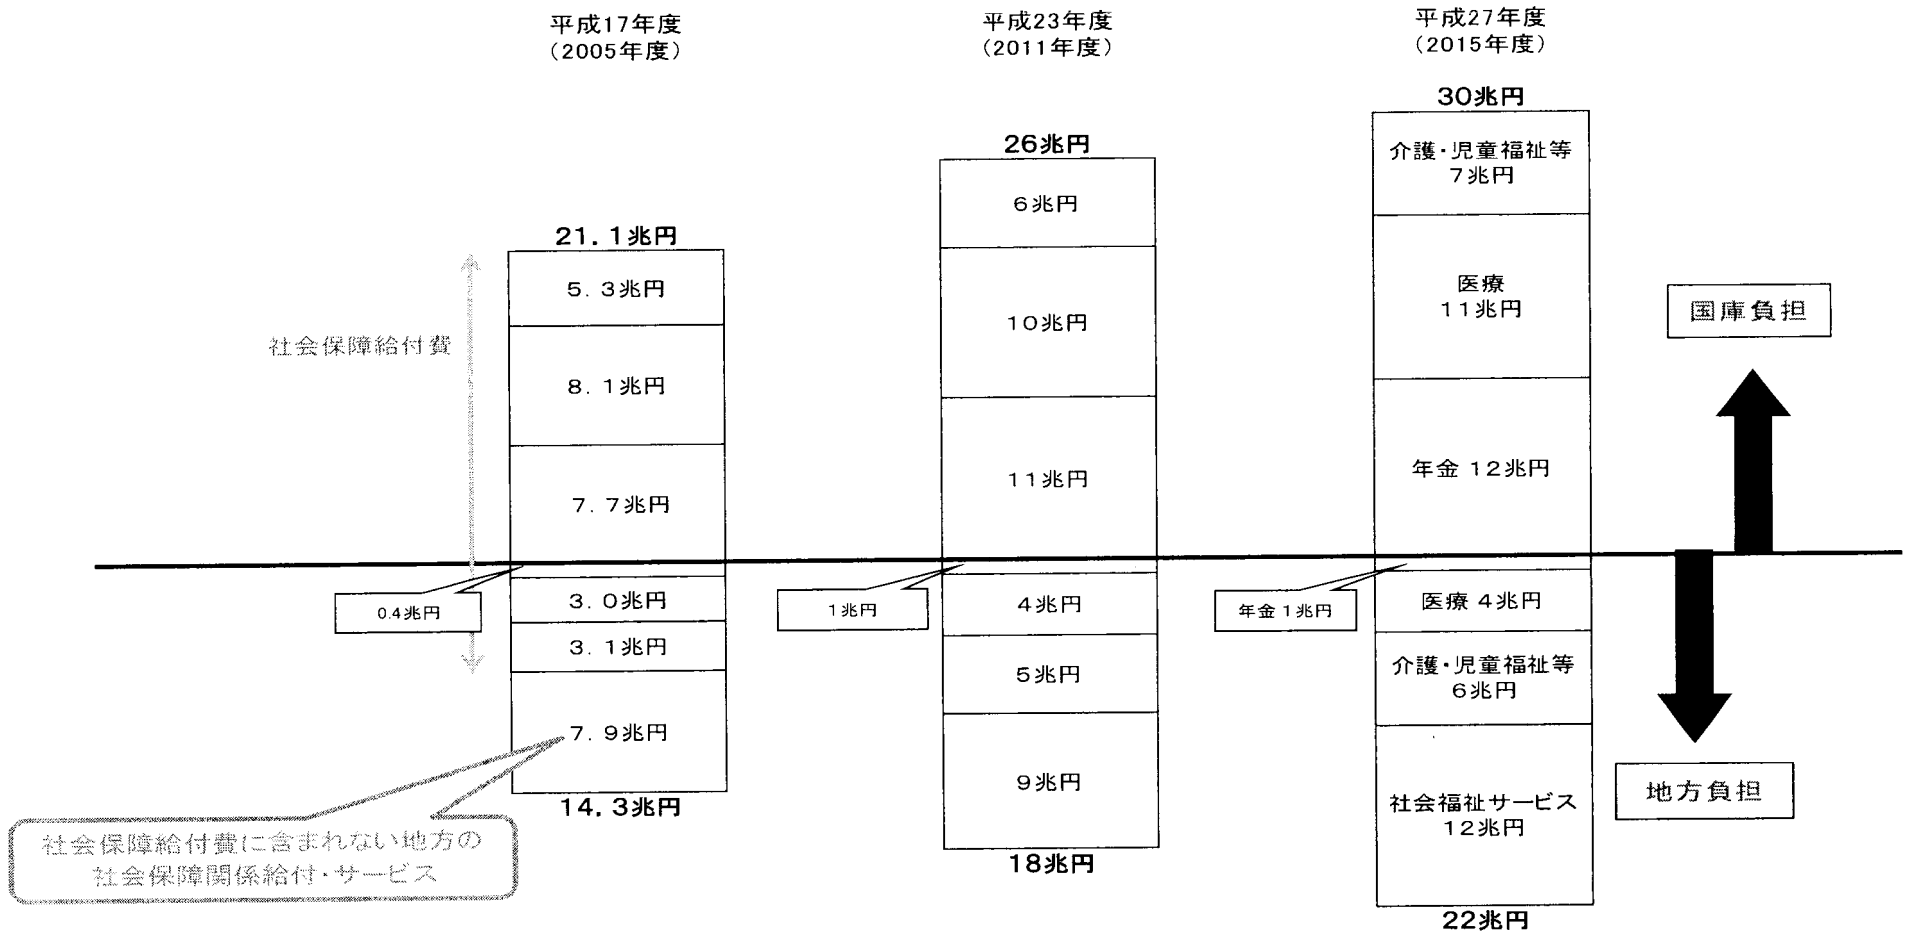 平成17年度
（2005年度）
平成23年度
（2011年度）
平成27年度
（2015年度）
21．1兆円
5．3兆円
8．1兆円
7．7兆円
社会保障給付費
0.4兆円
3．0兆円
3．1兆円
7．9兆円
14.3兆円
社会保障給付費に含まれない地方の
社会保障関係給付・サービス
26兆円
6兆円
10兆円
11兆円
1兆円
4兆円
5兆円
9兆円
18兆円
30兆円
介護・児童福祉等
7兆円
医療
11兆円
年金 12兆円
年金 1兆円
医療 4兆円
介護・児童福祉等
6兆円
社会福祉サービス
12兆円
22兆円
国庫負担
地方負担